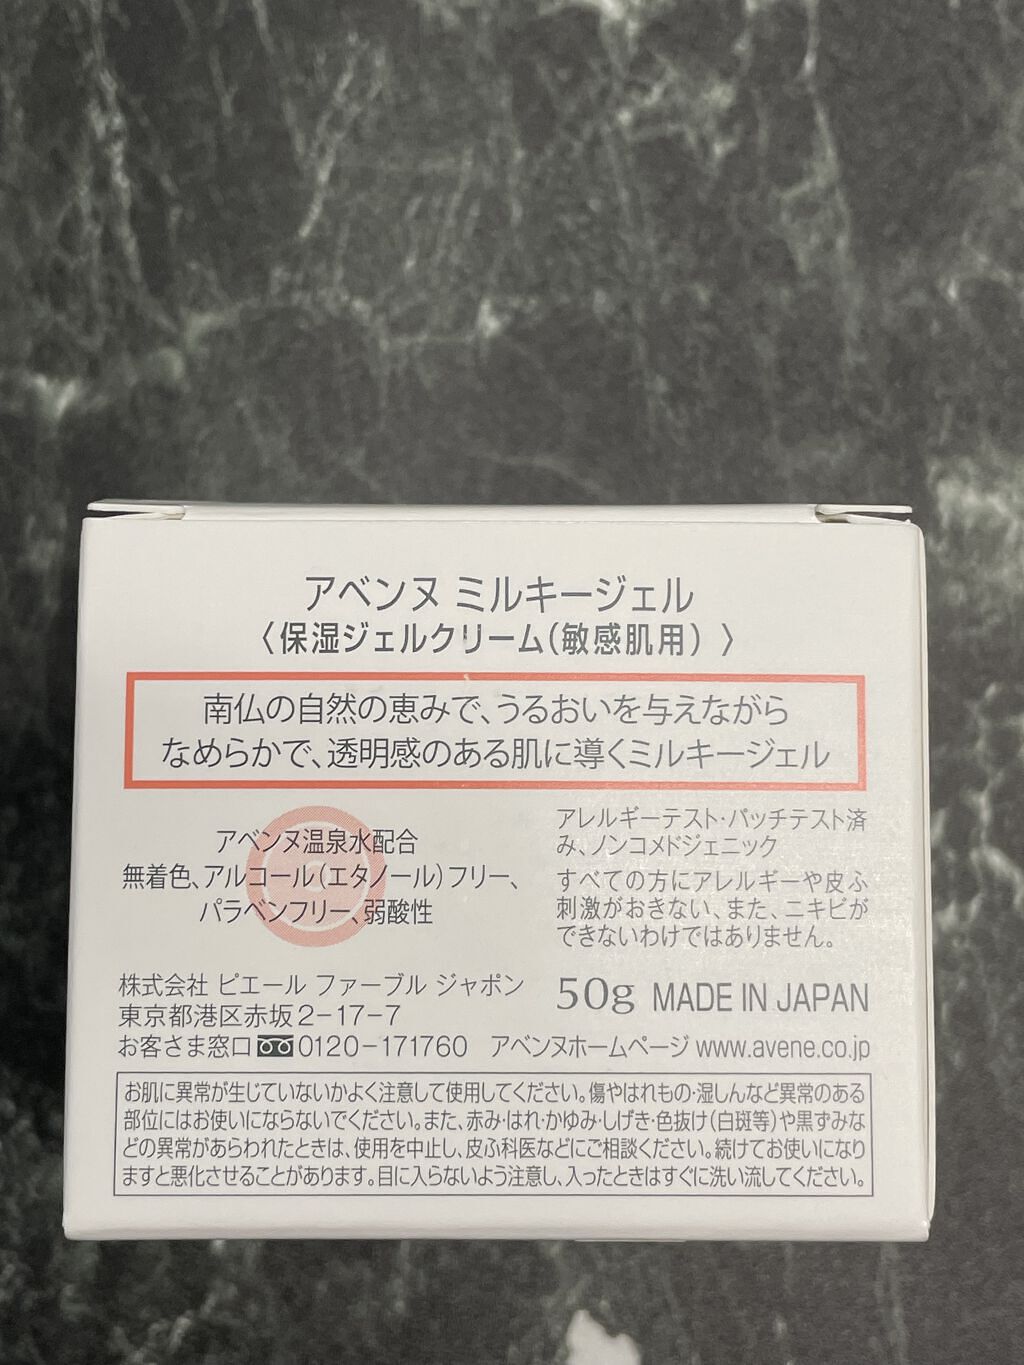 アベンヌ ミルキージェル
〈保湿ジェルクリーム(敏感肌用)〉
南仏の自然の恵みで、うるおいを与えながら
なめらかで、透明感のある肌に導くミルキージェル
アベンヌ温泉水配合
無着色、アルコール(エタノール)フリー、
パラベンフリー、弱酸性
アレルギーテスト・パッチテスト済
み、ノンコメドジェニック
すべての方にアレルギーや皮ふ
刺激がおきない、また、ニキビが
できないわけではありません。
株式会社 ピエール ファーブル ジャポン
東京都港区赤坂2-17-7
50g MADE IN JAPAN
お客さま窓口 0120-171760 アベンヌホームページ www.avene.co.jp
お肌に異常が生じていないかよく注意して使用してください。傷やはれもの・湿しんなど異常のある
部位にはお使いにならないでください。また、赤み・はれ・かゆみ・しげき・色抜け(白斑等)や黒ずみな
どの異常があらわれたときは、使用を中止し、皮ふ科医などにご相談ください。続けてお使いになり
ますと悪化させることがあります。目に入らないよう注意し、入ったときはすぐに洗い流してください。